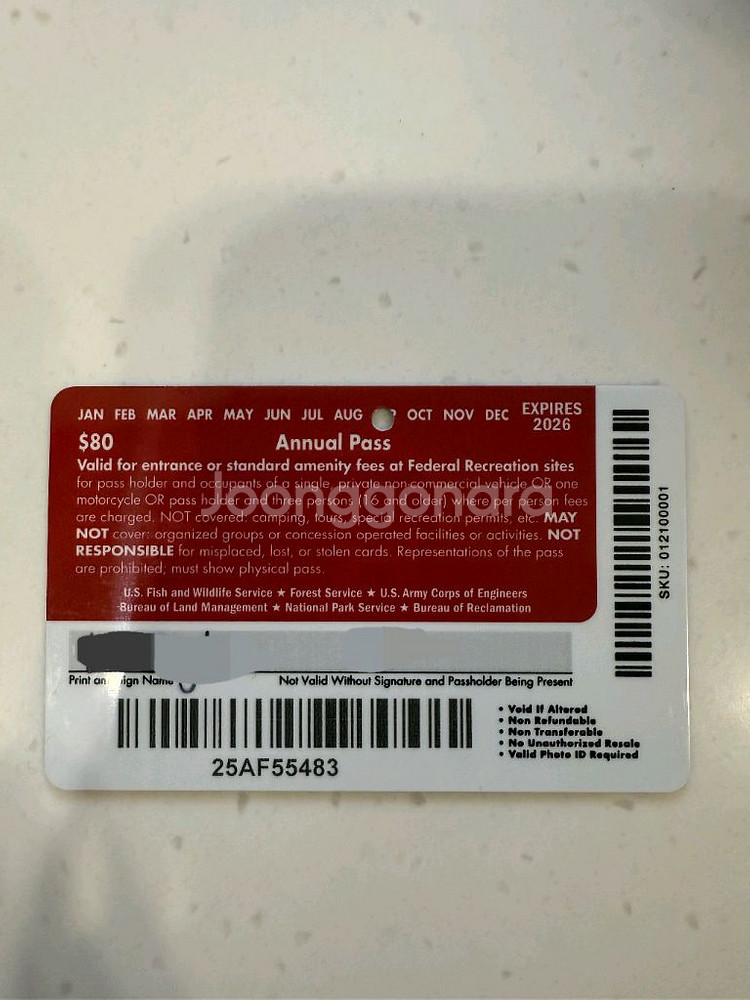 JAN FEB MAR APR MAY JUN JUL AUG OCT NOV DEC EXPIRES 2026
$80 Annual Pass
Valid for entrance or standard amenity fees at Federal Recreation sites
for pass holder and occupants of a single, private non-commercial vehicle OR one
motorcycle OR pass holder and three persons (16 and older) where per person fees
are charged. NOT covered: camping, tours, special recreation permits, etc. MAY
NOT cover: organized groups or concession operated facilities or activities. NOT
RESPONSIBLE for misplaced, lost, or stolen cards. Representations of the pass
are prohibited; must show physical pass.
U.S. Fish and Wildlife Service ★ Forest Service ★ U.S. Army Corps of Engineers
Bureau of Land Management ★ National Park Service ★ Bureau of Reclamation
Joonggonara
Print and Sign Name Not Valid Without Signature and Passholder Being Present
25AF55483
• Void If Altered
• Non Refundable
• Non Transferable
• No Unauthorized Resale
• Valid Photo ID Required
SKU: 012100001